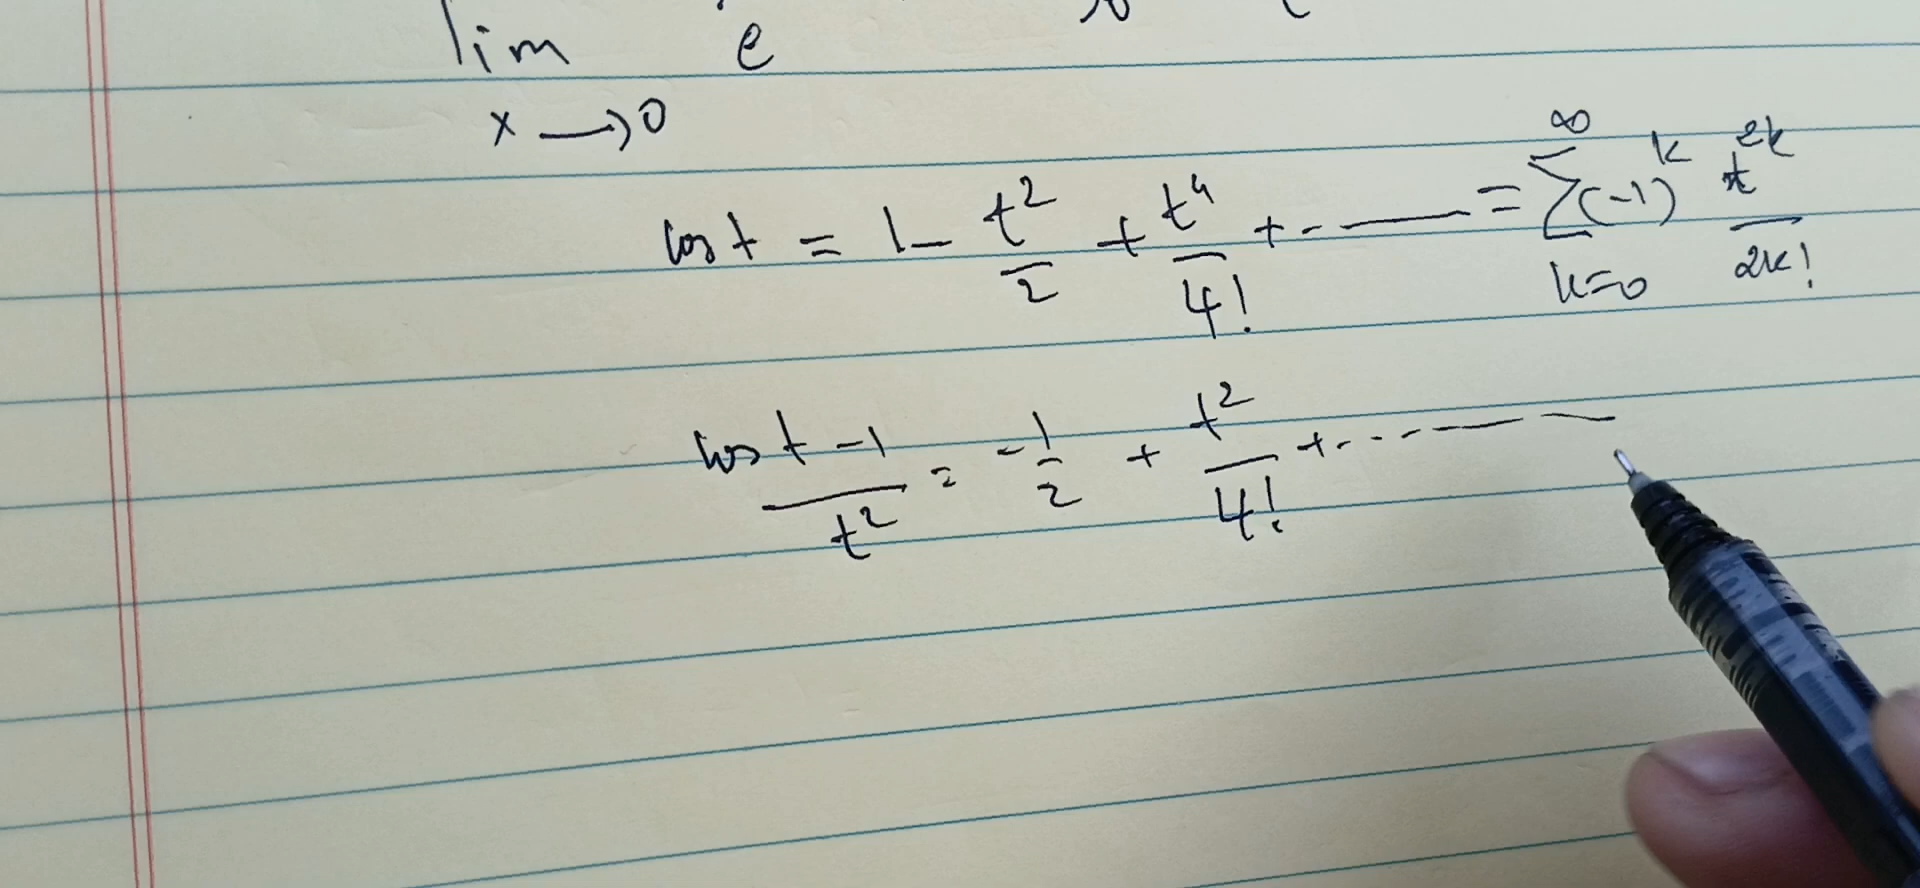 lim e
x → 0
cos t = 1 - t²/2 + t⁴/4! + ... = ∑_{k=0}^{∞} (-1)^k t^{2k}/2k!
(cos t - 1)/t² = -1/2 + t²/4! + ...